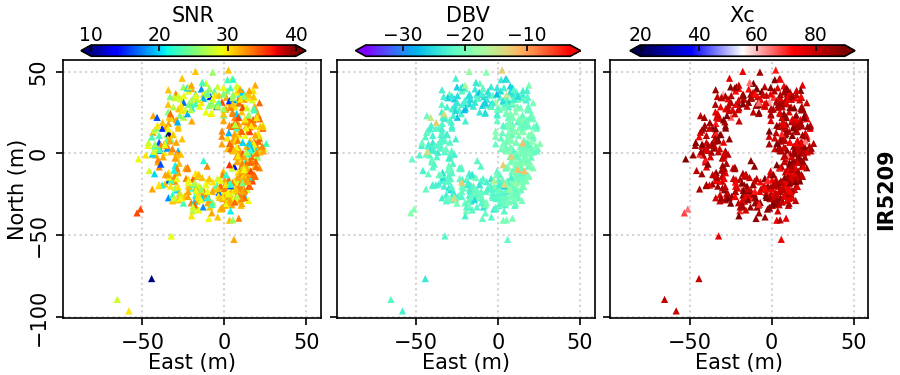 SNR DBV Xc
10 20 30 40 −30 −20 −10 20 40 60 80
50
0
−50
−100
North (m)
−50 0 50 −50 0 50 −50 0 50
East (m) East (m) East (m)
IR5209